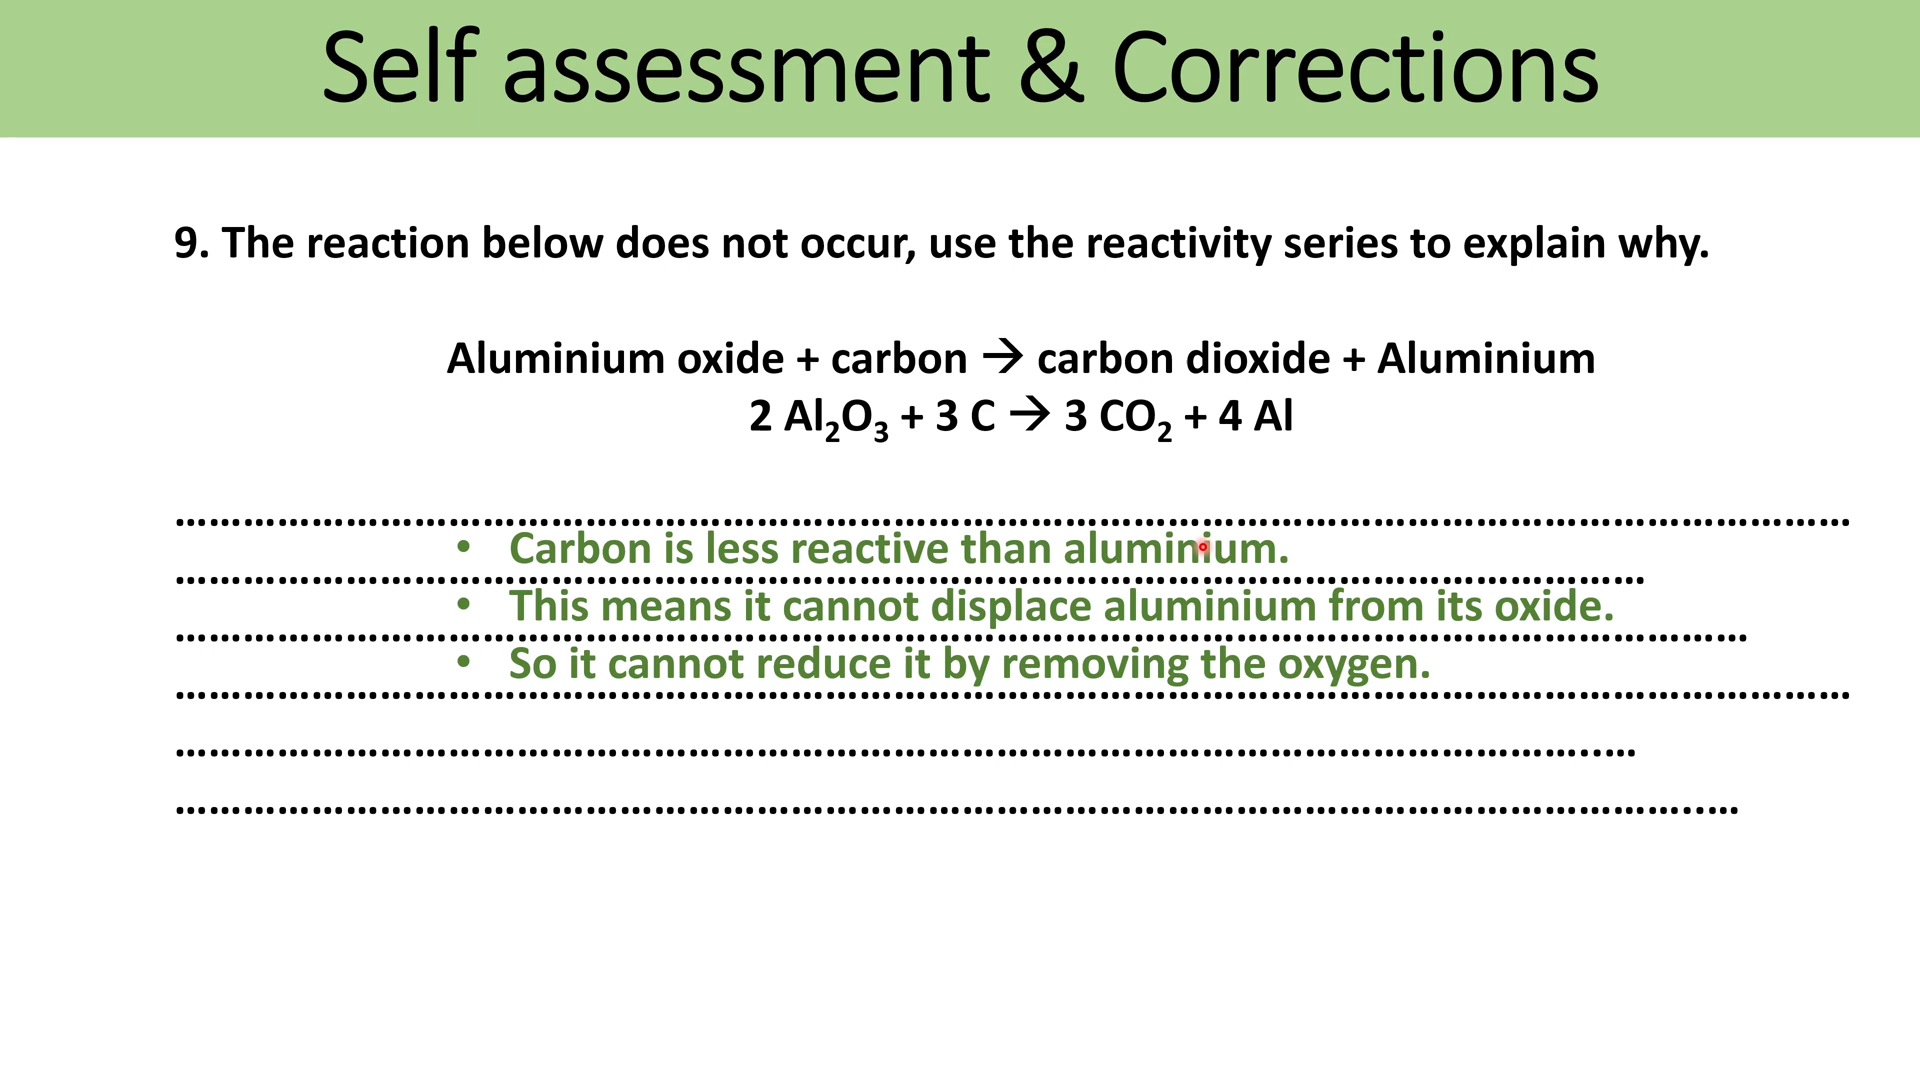 Self assessment & Corrections
9. The reaction below does not occur, use the reactivity series to explain why.
Aluminium oxide + carbon → carbon dioxide + Aluminium
2 Al₂O₃ + 3 C → 3 CO₂ + 4 Al
• Carbon is less reactive than aluminium.
• This means it cannot displace aluminium from its oxide.
• So it cannot reduce it by removing the oxygen.